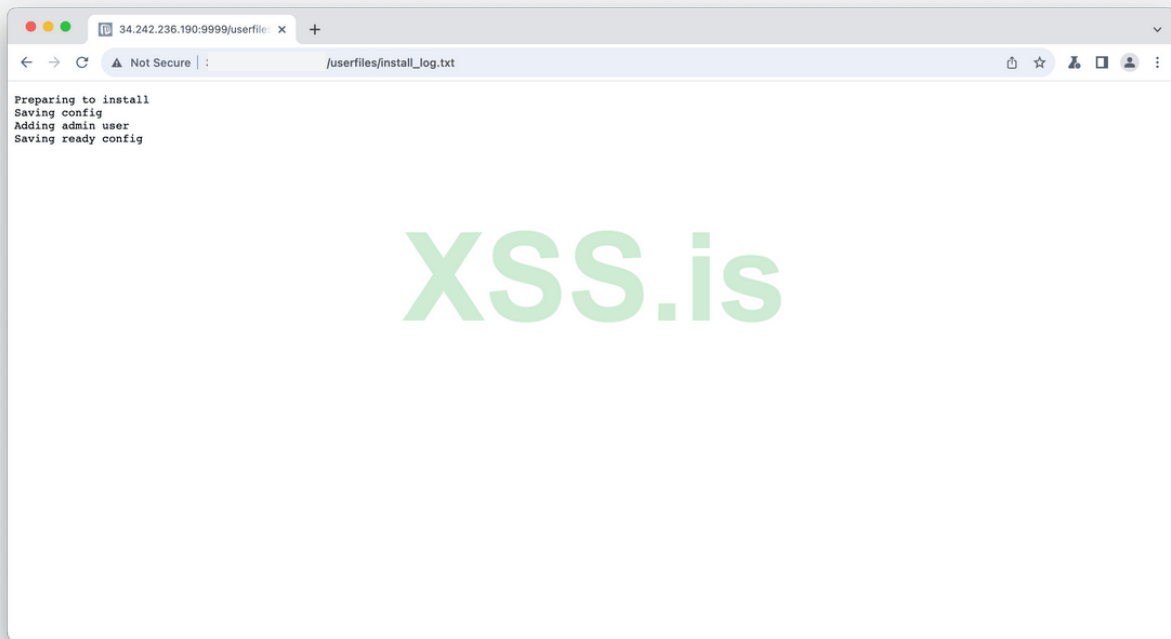 34.242.236.190:9999/userfile
Not Secure
/userfiles/install_log.txt
Preparing to install
Saving config
Adding admin user
Saving ready config
XSS.is